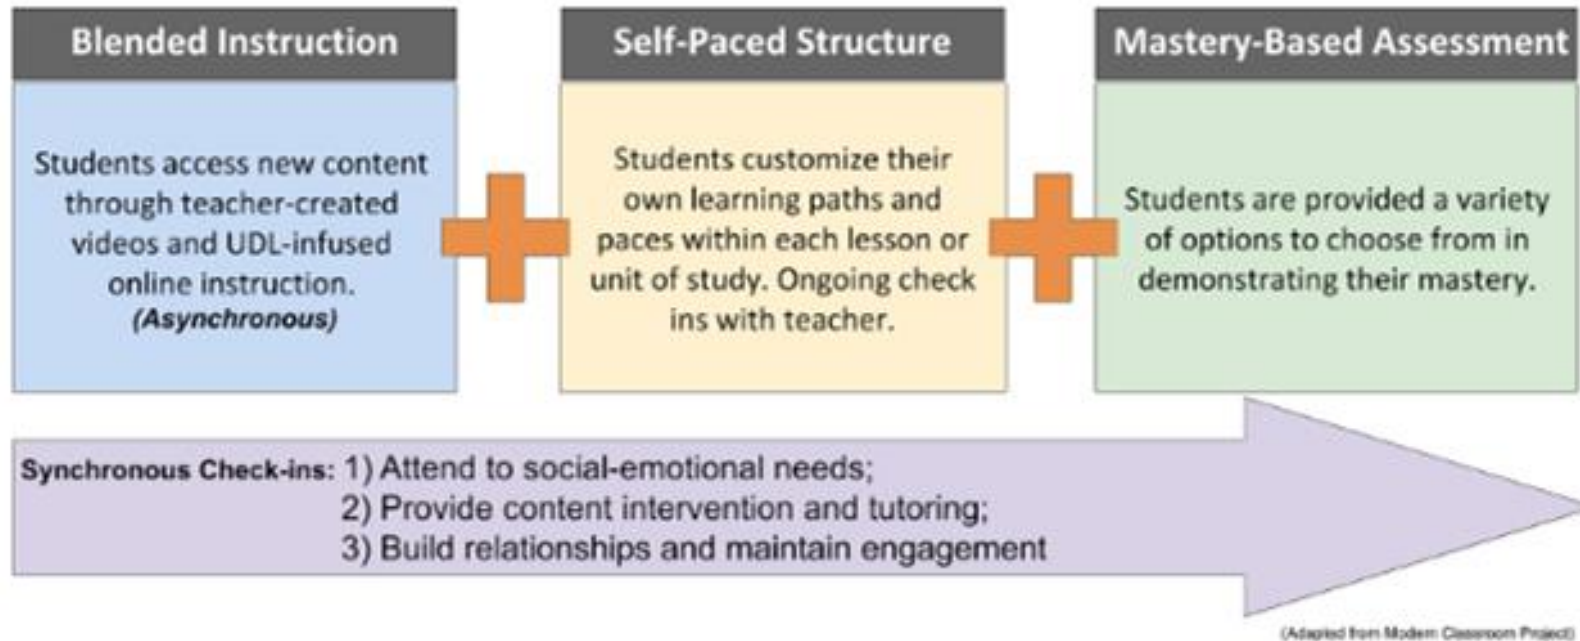 Blended Instruction
Students access new content
through teacher-created
videos and UDL-infused
online instruction.
(Asynchronous)
Self-Paced Structure
Students customize their
own learning paths and
paces within each lesson or
unit of study. Ongoing check
ins with teacher.
Mastery-Based Assessment
Students are provided a variety
of options to choose from in
demonstrating their mastery.
Synchronous Check-ins: 1) Attend to social-emotional needs;
2) Provide content intervention and tutoring;
3) Build relationships and maintain engagement
(Adapted from Modern Classroom Project)